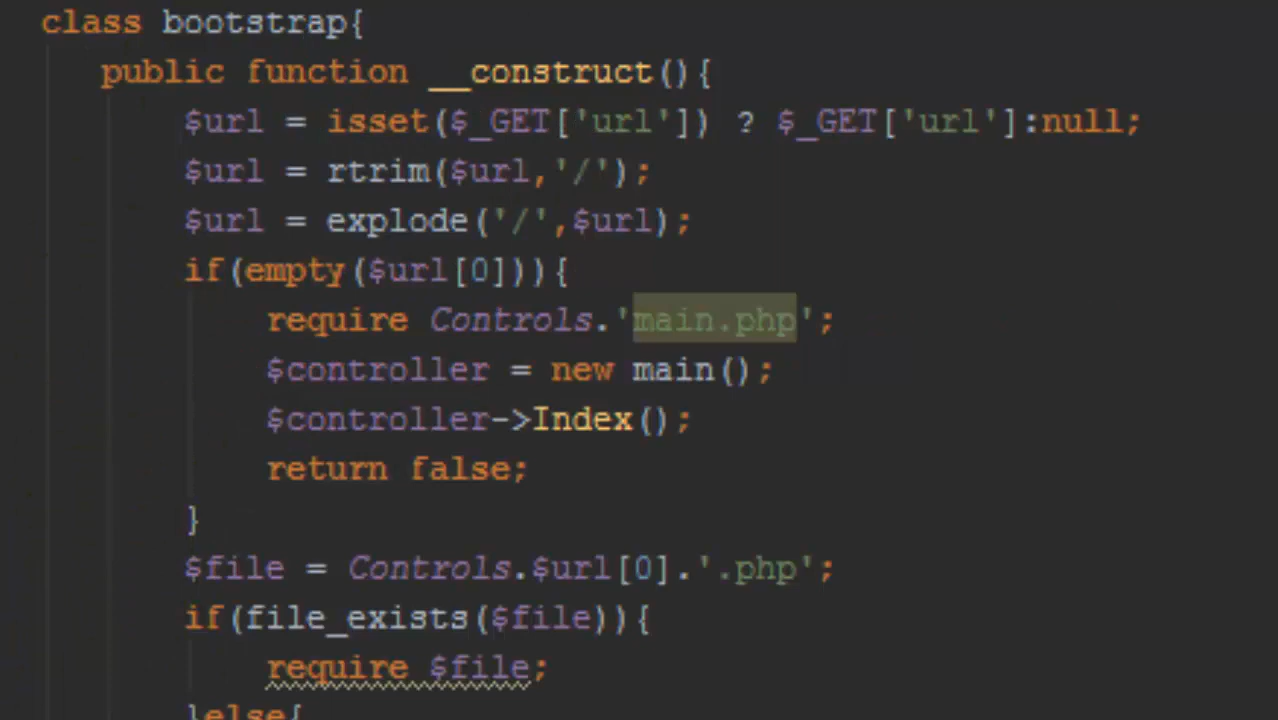 class bootstrap{
public function __construct(){
$url = isset($_GET['url']) ? $_GET['url']:null;
$url = rtrim($url,'/');
$url = explode('/',$url);
if(empty($url[0])){
require Controls.'main.php';
$controller = new main();
$controller->Index();
return false;
}
$file = Controls.$url[0].'.php';
if(file_exists($file)){
require $file;
}else{